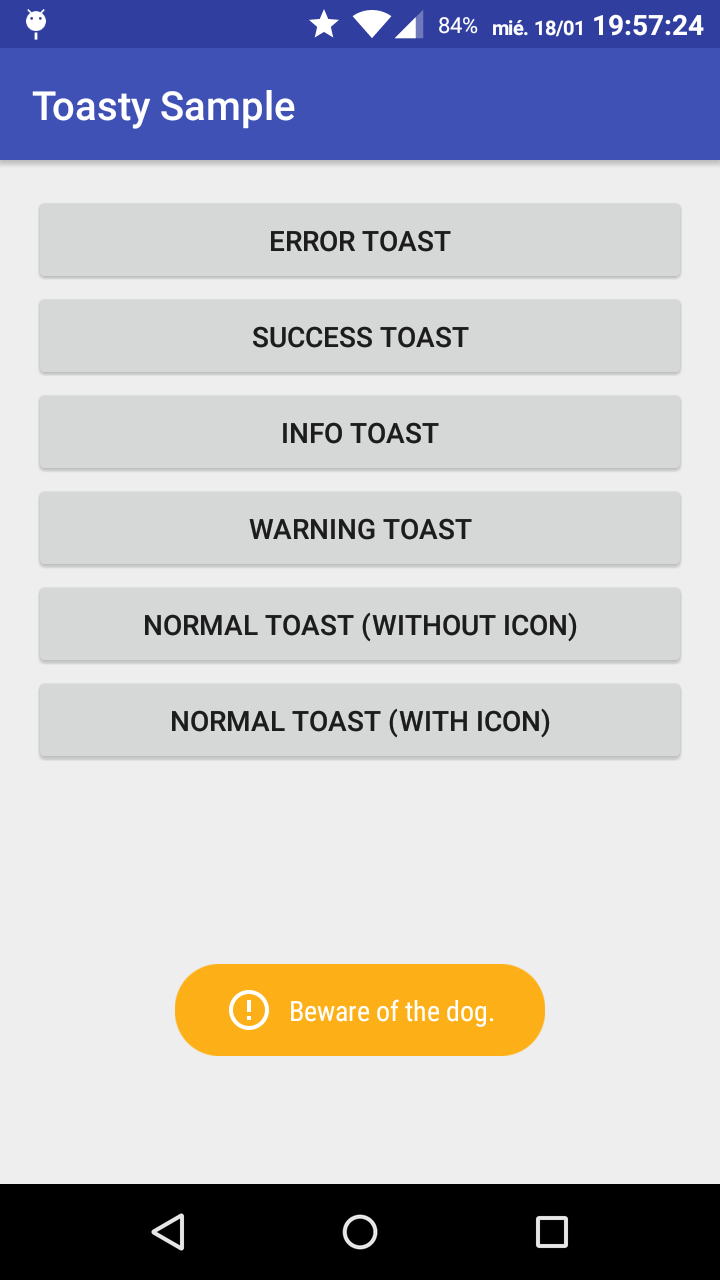 84% mié. 18/01 19:57:24
Toasty Sample
ERROR TOAST
SUCCESS TOAST
INFO TOAST
WARNING TOAST
NORMAL TOAST (WITHOUT ICON)
NORMAL TOAST (WITH ICON)
Beware of the dog.